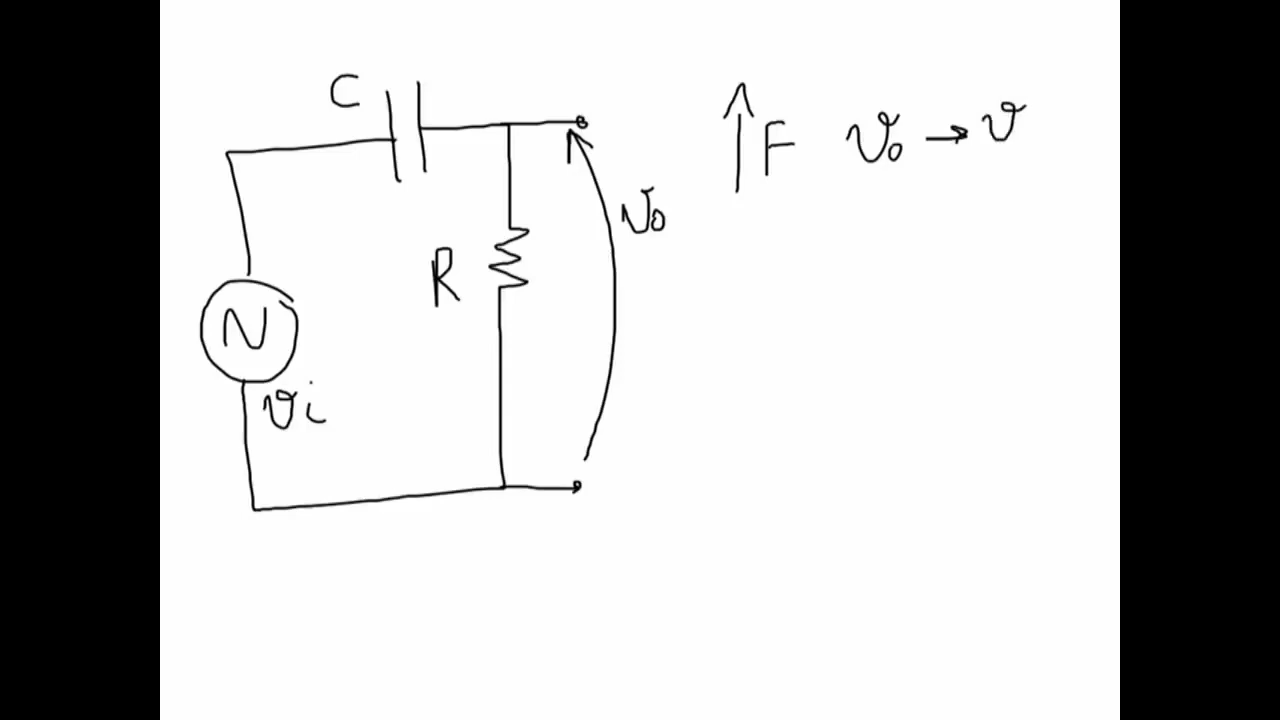 C
↑ F v₀ → v
v₀
R
N
vi